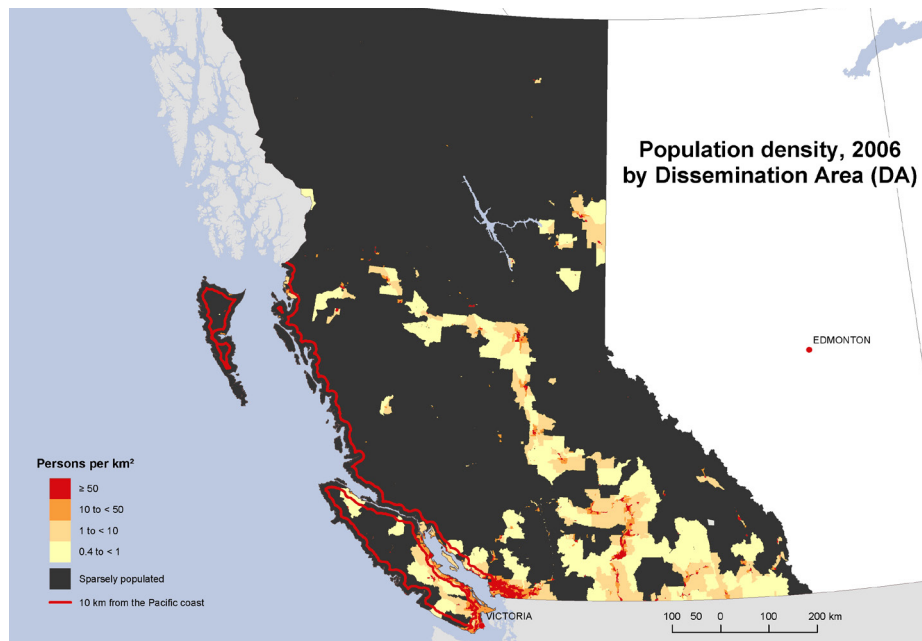 Population density, 2006
by Dissemination Area (DA)
EDMONTON
Persons per km²
≥ 50
10 to < 50
1 to < 10
0.4 to < 1
Sparsely populated
10 km from the Pacific coast
VICTORIA
100 50 0 100 200 km